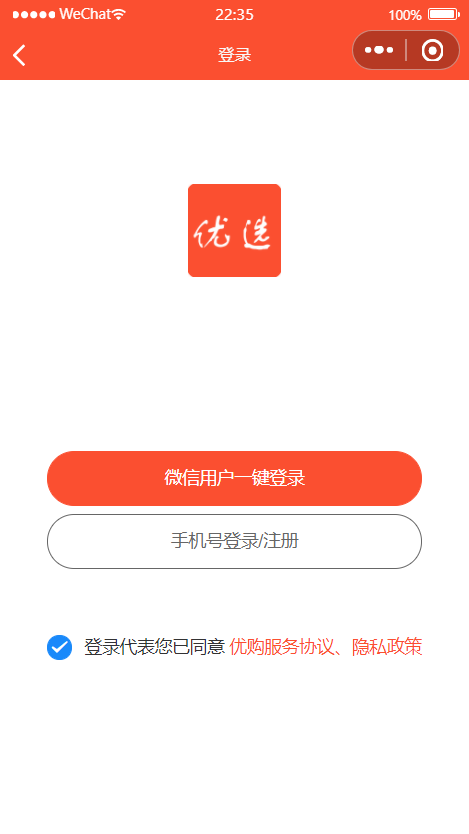 WeChat 22:35 100%
登录
优选
微信用户一键登录
手机号登录/注册
登录代表您已同意 优购服务协议、隐私政策